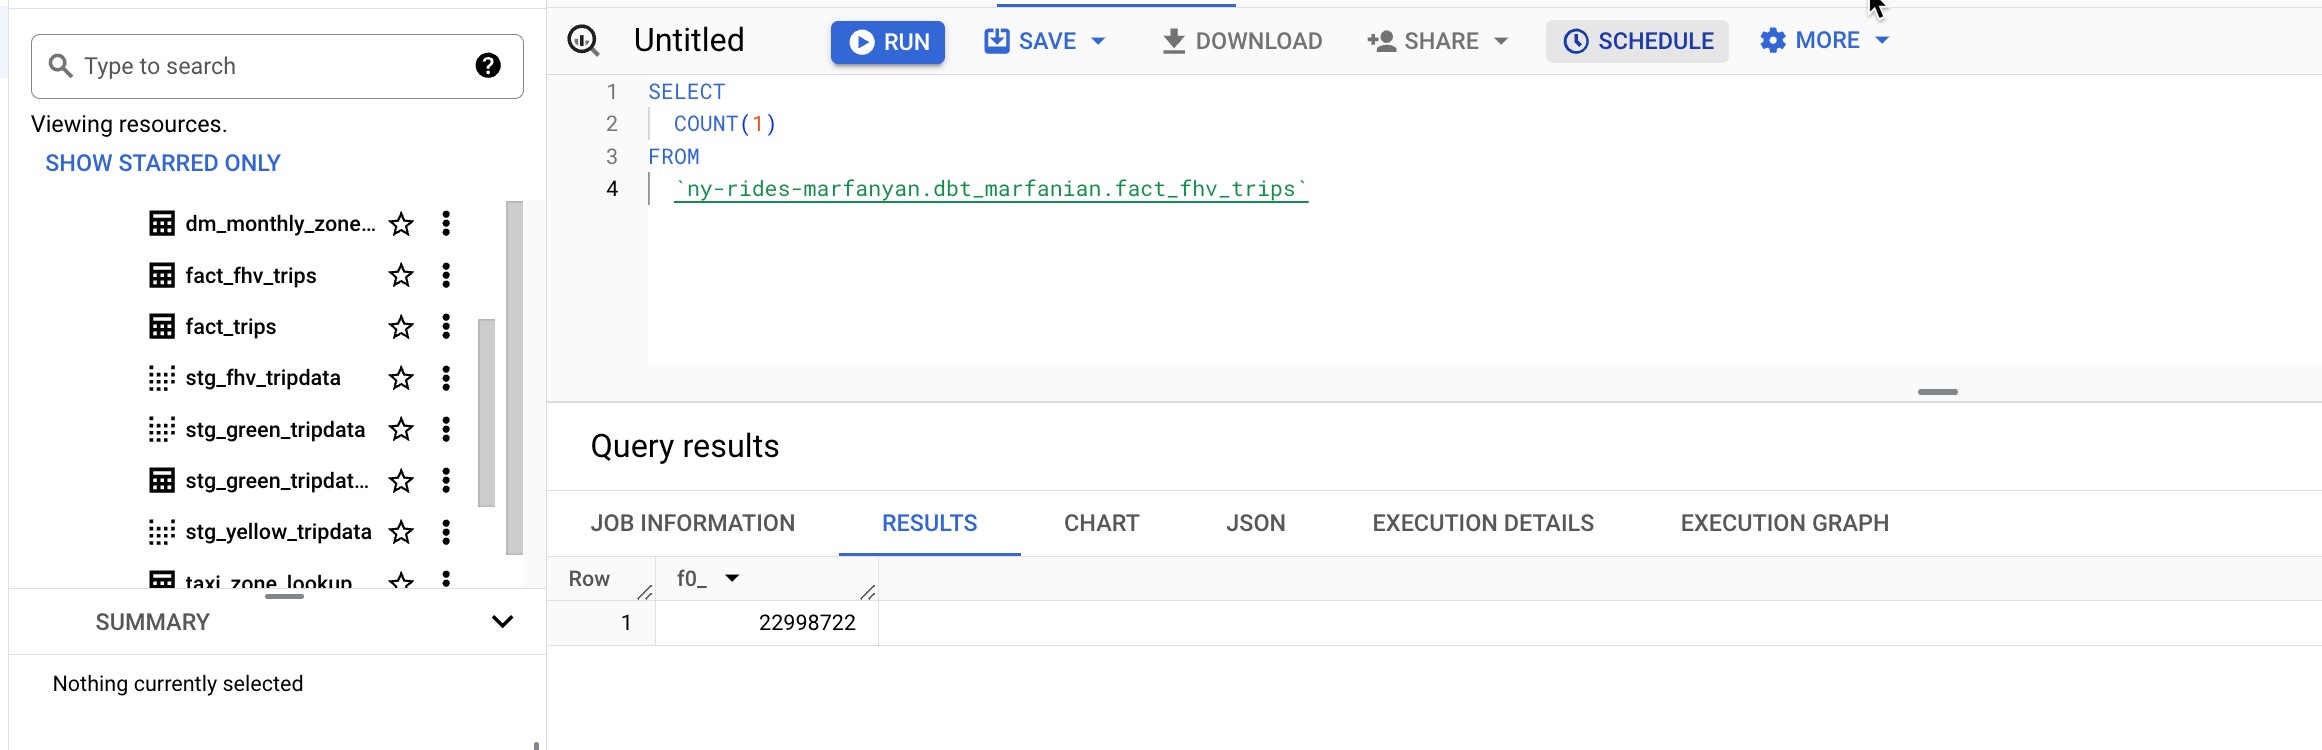 Type to search
Viewing resources.
SHOW STARRED ONLY
dm_monthly_zone...
fact_fhv_trips
fact_trips
stg_fhv_tripdata
stg_green_tripdata
stg_green_tripdat...
stg_yellow_tripdata
taxi_zone_lookup
SUMMARY
Nothing currently selected
Untitled
RUN SAVE DOWNLOAD SHARE SCHEDULE MORE
1 SELECT
2 COUNT(1)
3 FROM
4 `ny-rides-marfanyan.dbt_marfanian.fact_fhv_trips`
Query results
JOB INFORMATION RESULTS CHART JSON EXECUTION DETAILS EXECUTION GRAPH
Row f0_
1 22998722